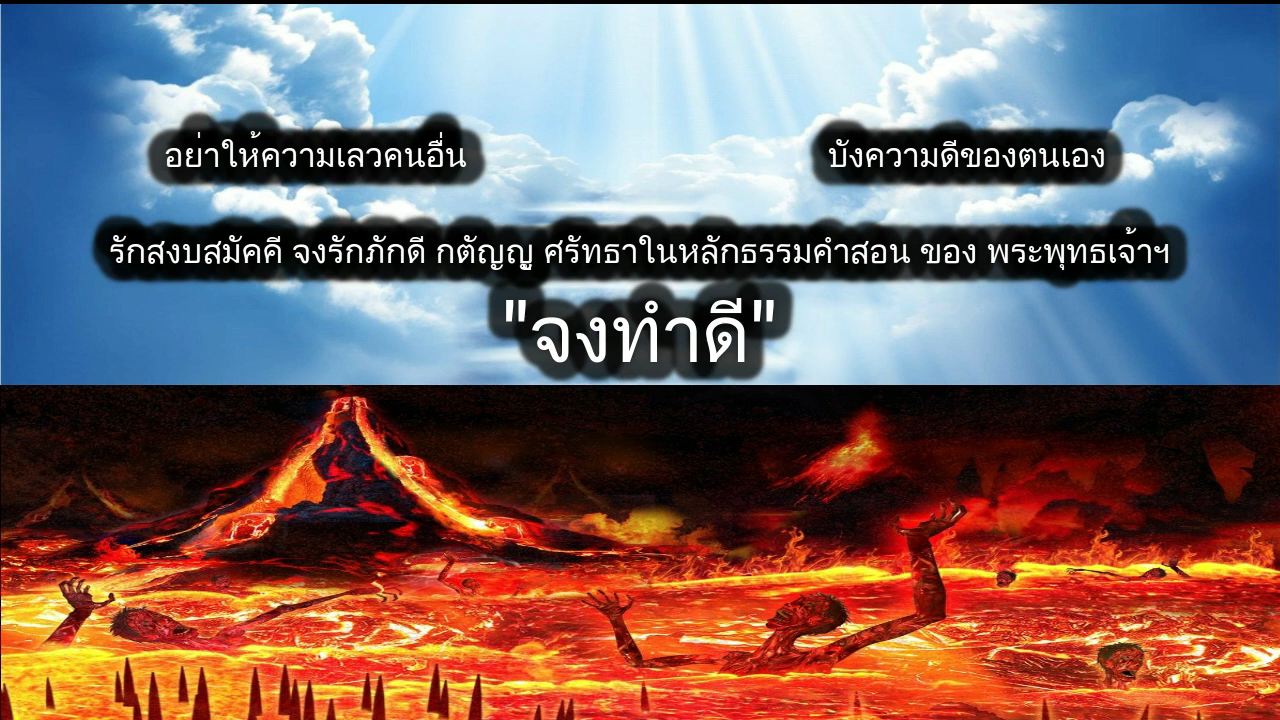 อย่าให้ความเลวคนอื่น บังความดีของตนเอง
รักสงบสมัคคี จงรักภักดี กตัญญู ศรัทธาในหลักธรรมคำสอน ของ พระพุทธเจ้าฯ
"จงทำดี"